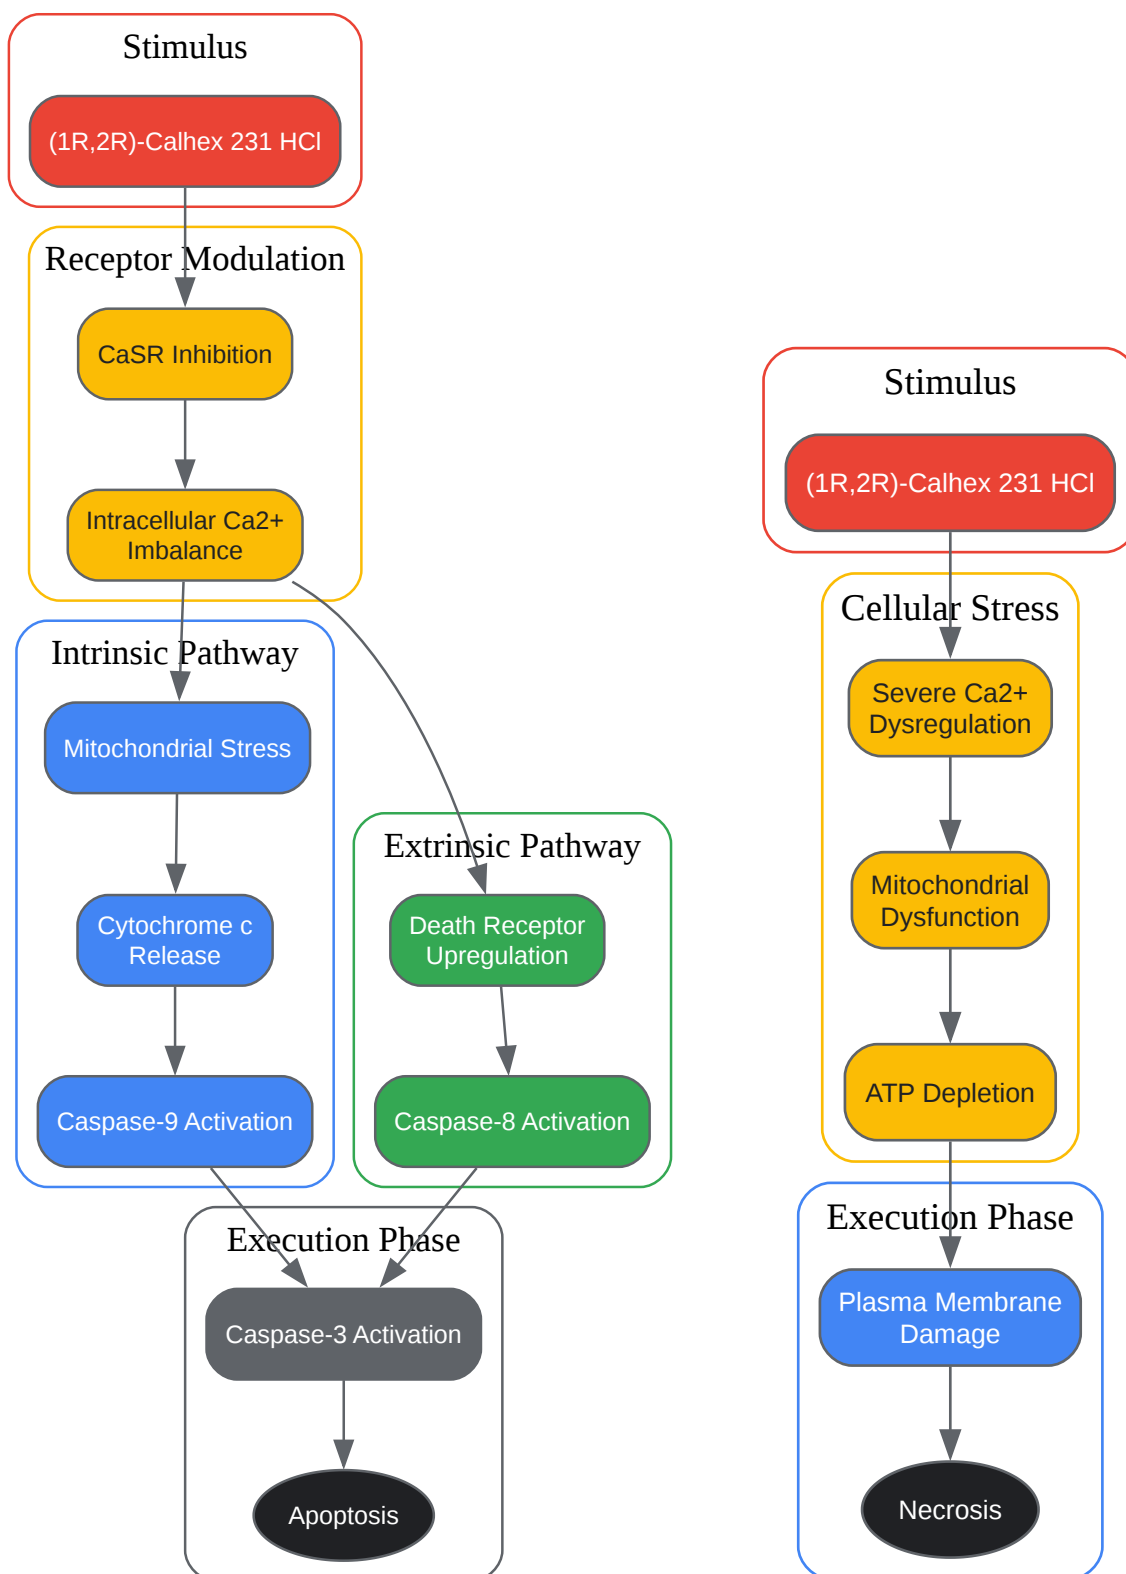 Stimulus
(1R,2R)-Calhex 231 HCl
Receptor Modulation
CaSR Inhibition
Intracellular Ca2+
Imbalance
Intrinsic Pathway
Mitochondrial Stress
Cytochrome c
Release
Caspase-9 Activation
Extrinsic Pathway
Death Receptor
Upregulation
Caspase-8 Activation
Execution Phase
Caspase-3 Activation
Apoptosis
Stimulus
(1R,2R)-Calhex 231 HCl
Cellular Stress
Severe Ca2+
Dysregulation
Mitochondrial
Dysfunction
ATP Depletion
Execution Phase
Plasma Membrane
Damage
Necrosis